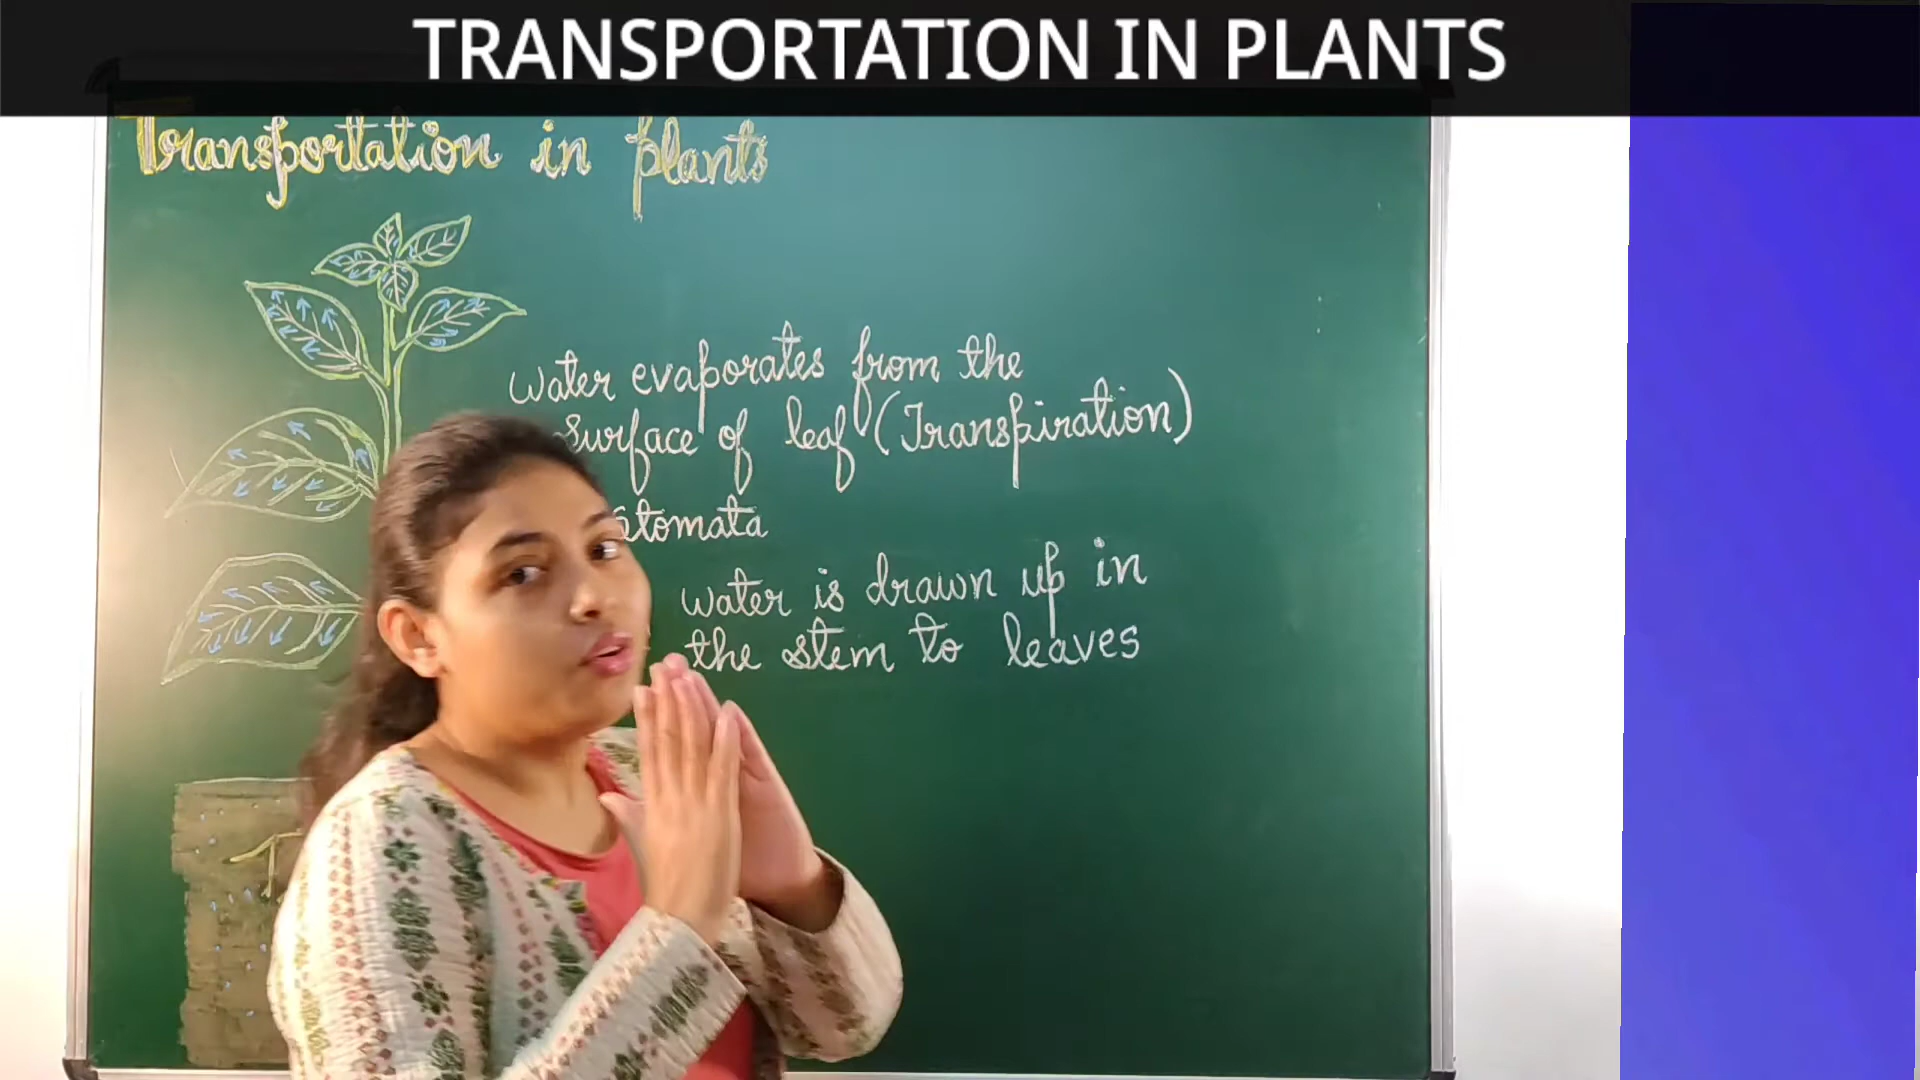 TRANSPORTATION IN PLANTS
Transportation in plants
Water evaporates from the
surface of leaf (Transpiration)
stomata
water is drawn up in
the stem to leaves